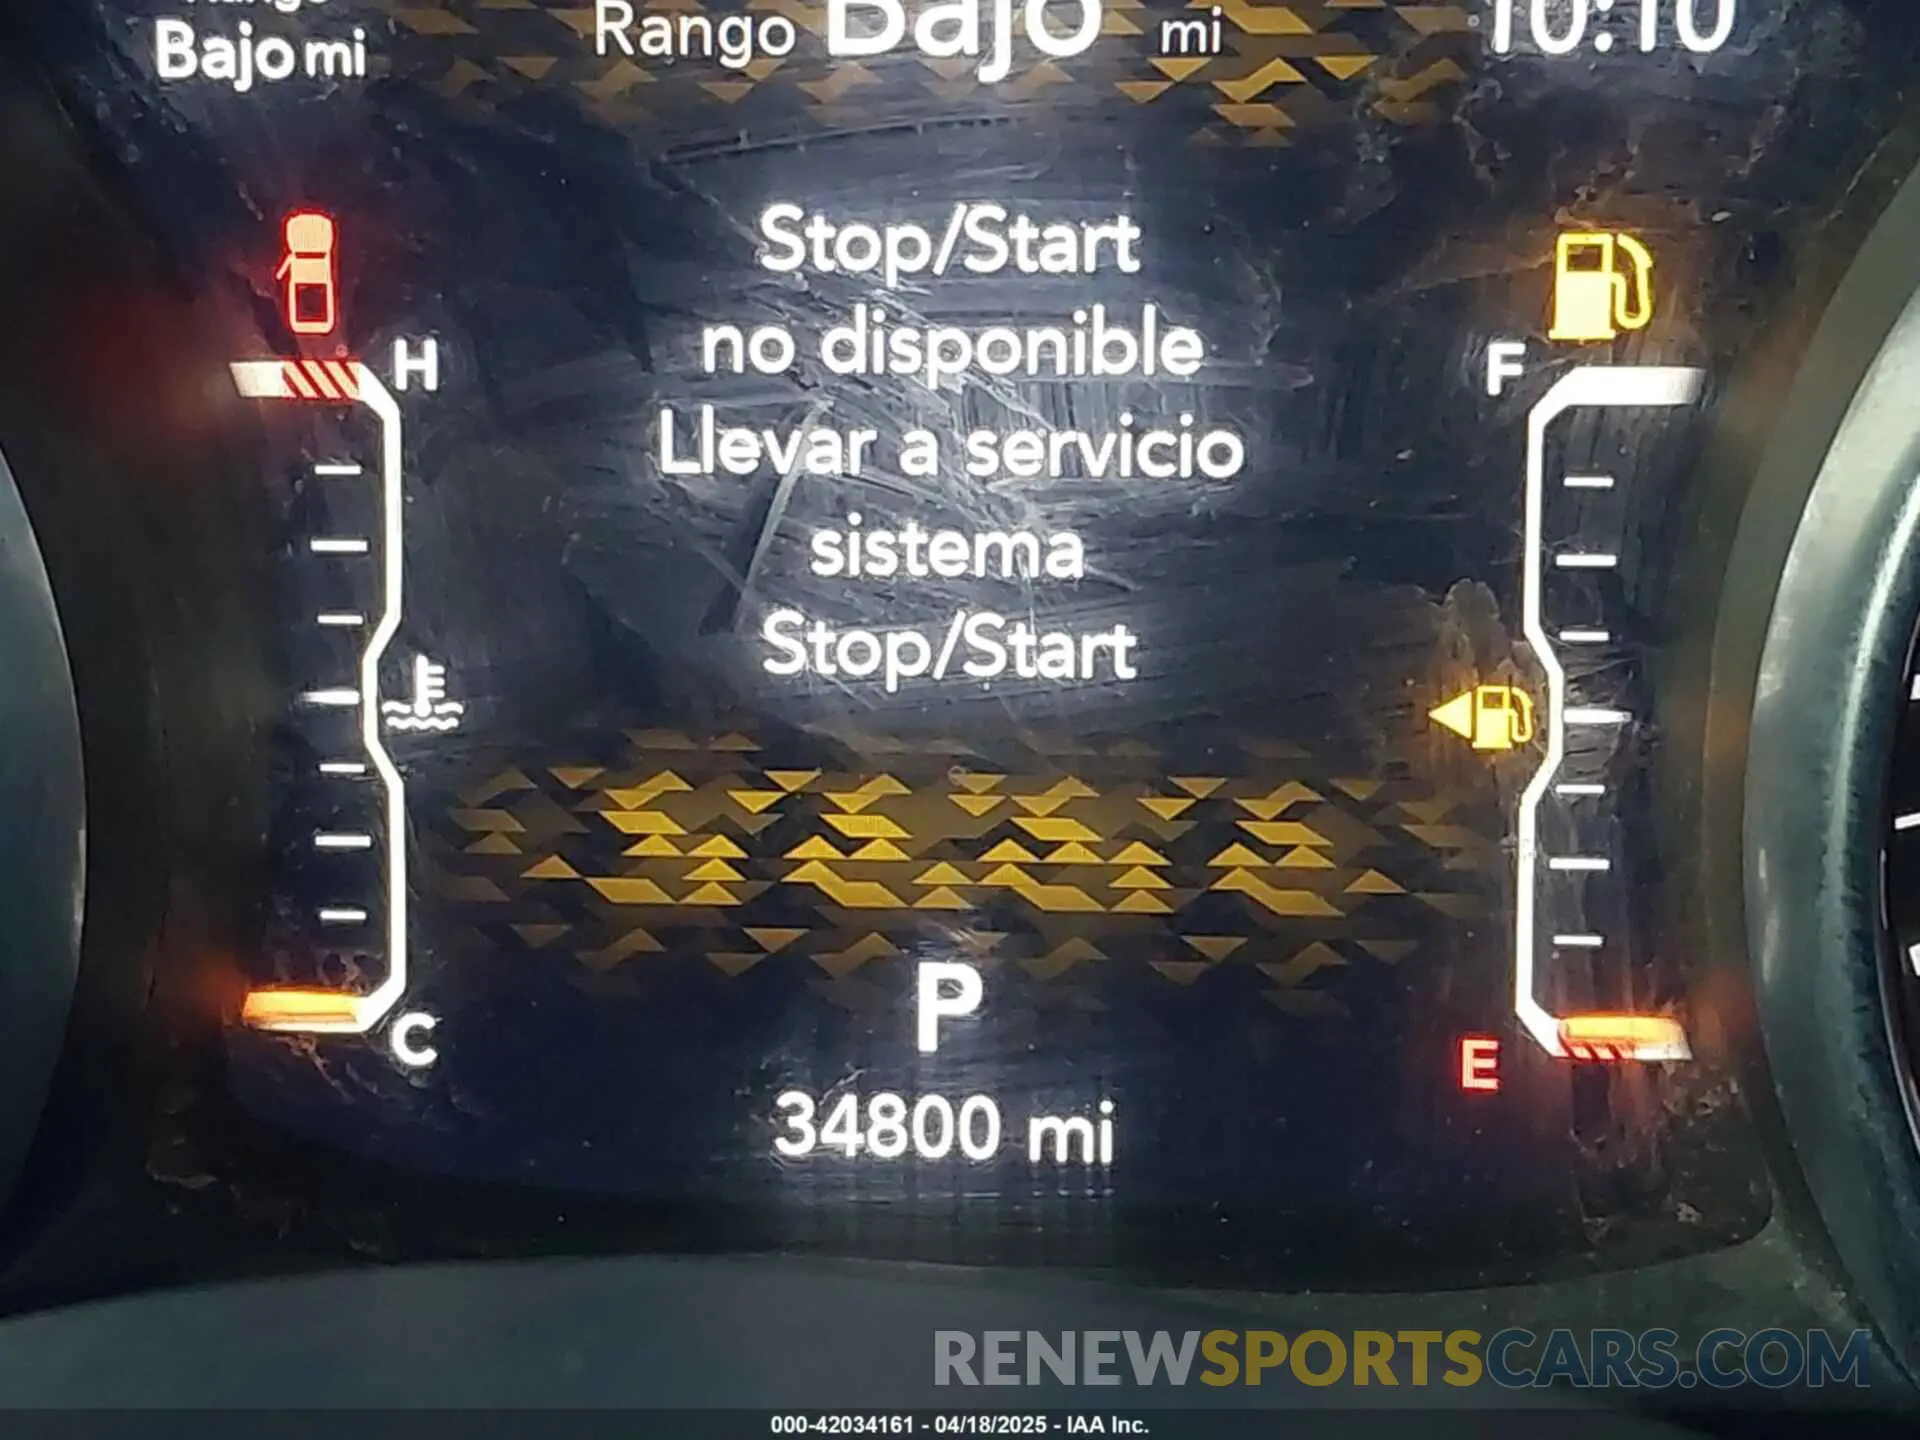 Rango
Bajo mi
Rango Bajo mi
10:10
Stop/Start
no disponible
Llevar a servicio
sistema
Stop/Start
H
F
C
E
P
34800 mi
RENEWSPORTSCARS.COM
000-42034161 - 04/18/2025 - IAA Inc.